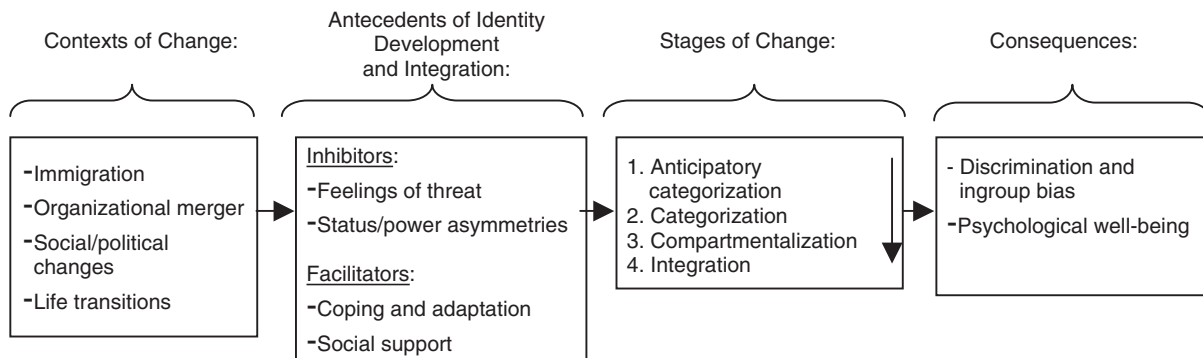 Contexts of Change:
Antecedents of Identity
Development
and Integration:
Stages of Change:
Consequences:
-Immigration
-Organizational merger
-Social/political
changes
-Life transitions
Inhibitors:
-Feelings of threat
-Status/power asymmetries
Facilitators:
-Coping and adaptation
-Social support
1. Anticipatory
categorization
2. Categorization
3. Compartmentalization
4. Integration
- Discrimination and
ingroup bias
-Psychological well-being